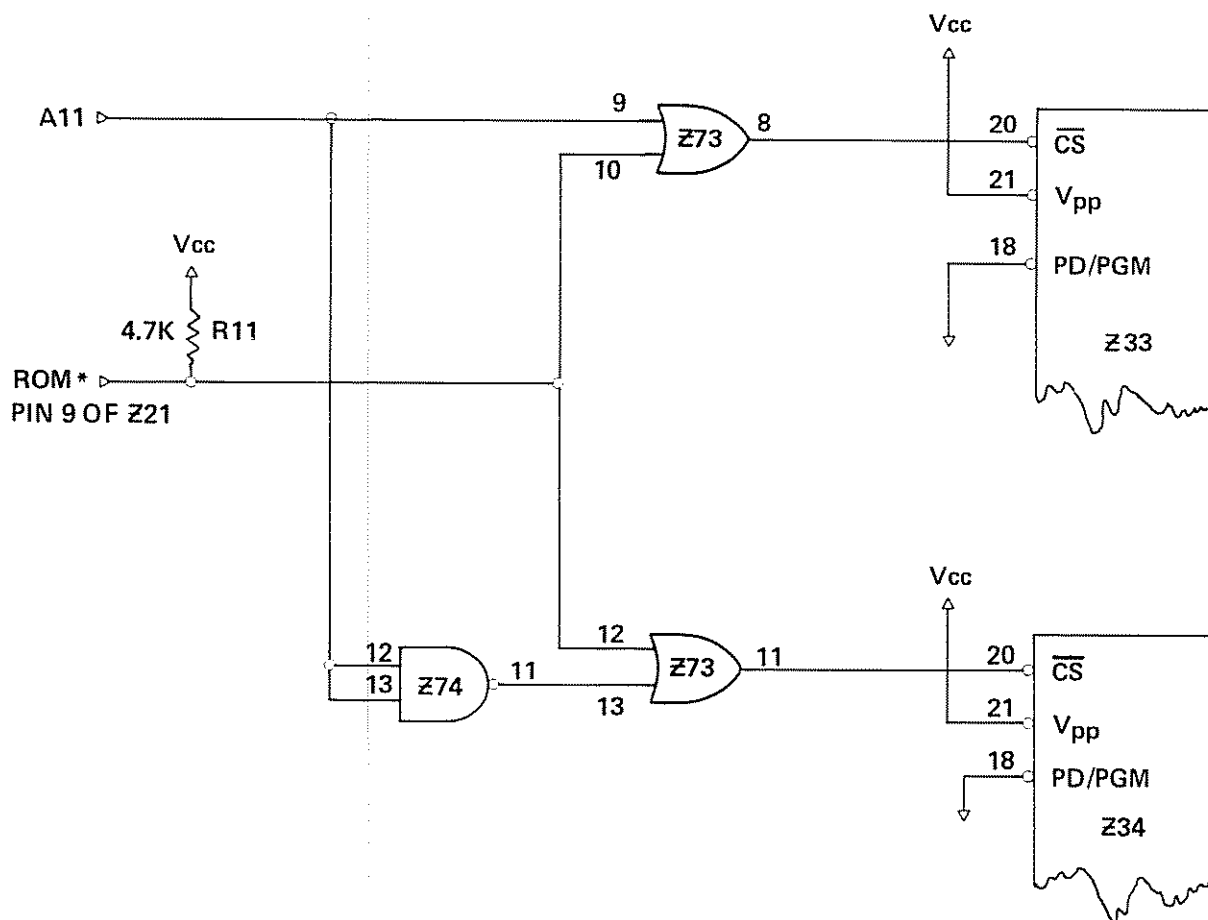 Vcc
A11
9
Z73
8
10
20
CS
21
Vpp
18
PD/PGM
Z33
Vcc
4.7K
R11
ROM *
PIN 9 OF Z21
Vcc
12
13
Z74
11
12
13
Z73
11
20
CS
21
Vpp
18
PD/PGM
Z34